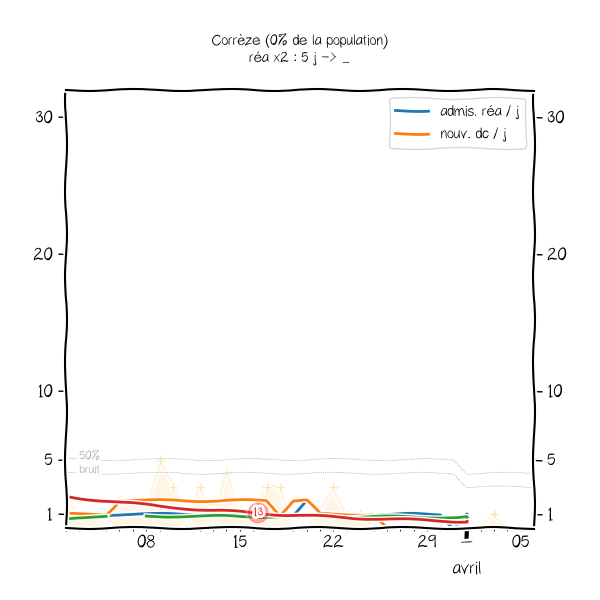 Corrèze (0% de la population)
réa x2 : 5 j -> _
admis. réa / j
nouv. dc / j
30
30
20
20
10
10
50%
5
5
bruit
13
1
1
08
15
22
29
05
avril